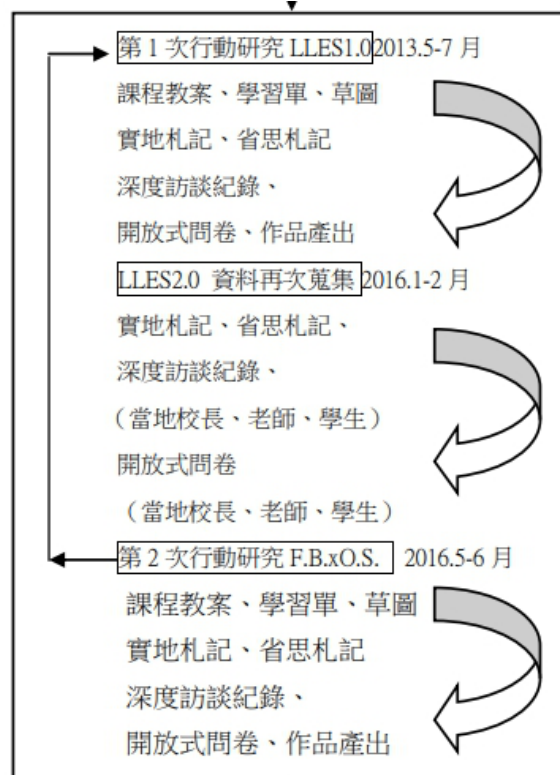 第 1 次行動研究 LLES1.0 2013.5-7 月
課程教案、學習單、草圖
實地札記、省思札記
深度訪談紀錄、
開放式問卷、作品產出
LLES2.0 資料再次蒐集 2016.1-2 月
實地札記、省思札記、
深度訪談紀錄、
（當地校長、老師、學生）
開放式問卷
（當地校長、老師、學生）
第 2 次行動研究 F.B.xO.S. 2016.5-6 月
課程教案、學習單、草圖
實地札記、省思札記
深度訪談紀錄、
開放式問卷、作品產出